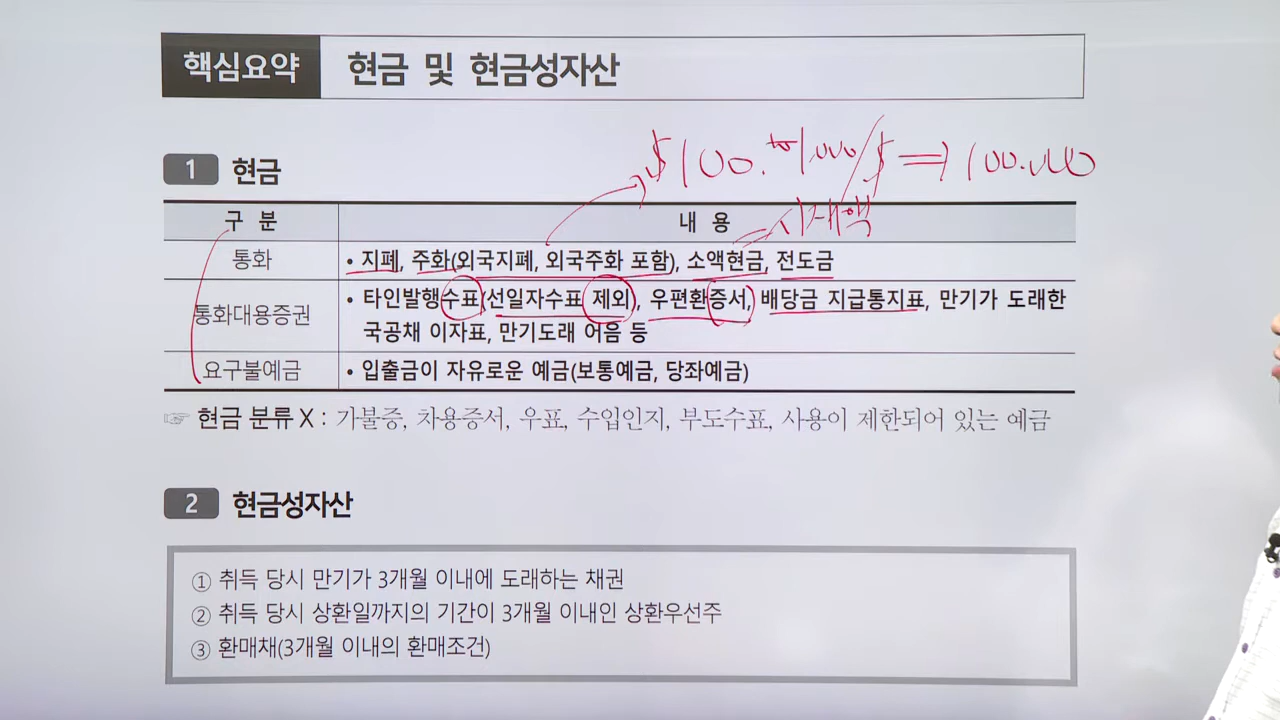 핵심요약 현금 및 현금성자산
$100. ₩1,000/$ ⇒ 100,000
1 현금
시재액
구 분 내 용
통화 • 지폐, 주화(외국지폐, 외국주화 포함), 소액현금, 전도금
통화대용증권 • 타인발행수표(선일자수표 제외), 우편환증서, 배당금 지급통지표, 만기가 도래한
국공채 이자표, 만기도래 어음 등
요구불예금 • 입출금이 자유로운 예금(보통예금, 당좌예금)
☞ 현금 분류 X : 가불증, 차용증서, 우표, 수입인지, 부도수표, 사용이 제한되어 있는 예금
2 현금성자산
① 취득 당시 만기가 3개월 이내에 도래하는 채권
② 취득 당시 상환일까지의 기간이 3개월 이내인 상환우선주
③ 환매채(3개월 이내의 환매조건)